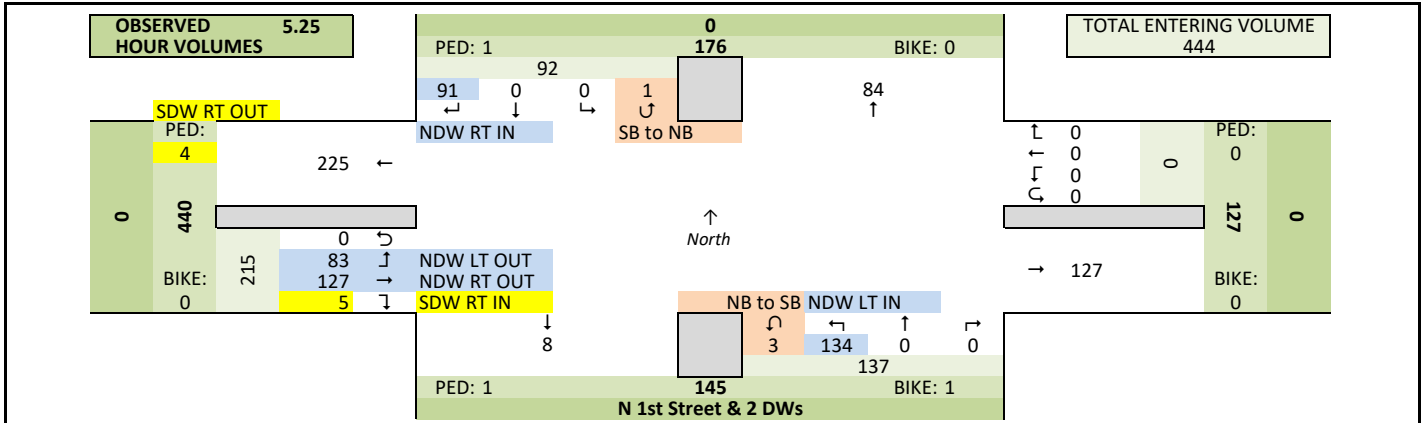 OBSERVED 5.25
HOUR VOLUMES
0
PED: 1 176 BIKE: 0
TOTAL ENTERING VOLUME
444
92
91 0 0 1
↵ ↓ ↳ ↺
84
↑
SDW RT OUT
NDW RT IN
SB to NB
PED:
4
225 ←
↑ 0
← 0
↓ 0
↪ 0
0
PED:
0
0
440
215
BIKE:
0
↑
North
0 ↺
83 ↑ NDW LT OUT
127 → NDW RT OUT
5 ↓ SDW RT IN
→ 127
127
0
BIKE:
0
NB to SB NDW LT IN
↓
8
↺ ↰ ↑ ↱
3 134 0 0
137
PED: 1 145 BIKE: 1
N 1st Street & 2 DWs